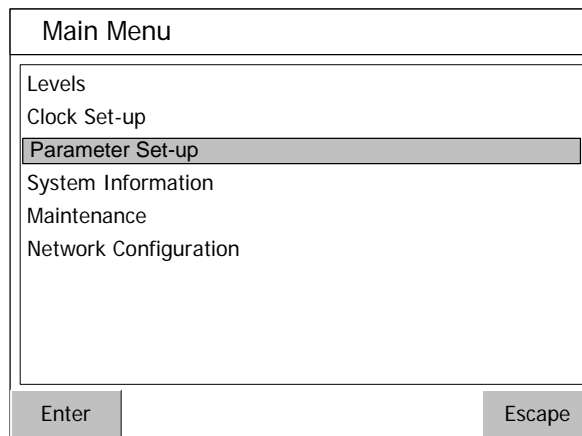 Main Menu
Levels
Clock Set-up
Parameter Set-up
System Information
Maintenance
Network Configuration
Enter
Escape